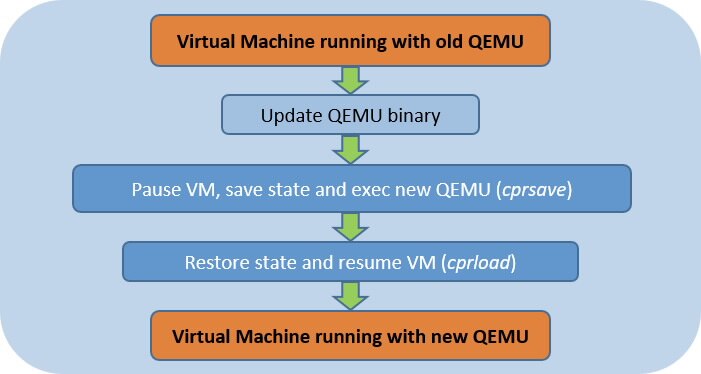 Virtual Machine running with old QEMU
Update QEMU binary
Pause VM, save state and exec new QEMU (cprsave)
Restore state and resume VM (cprload)
Virtual Machine running with new QEMU